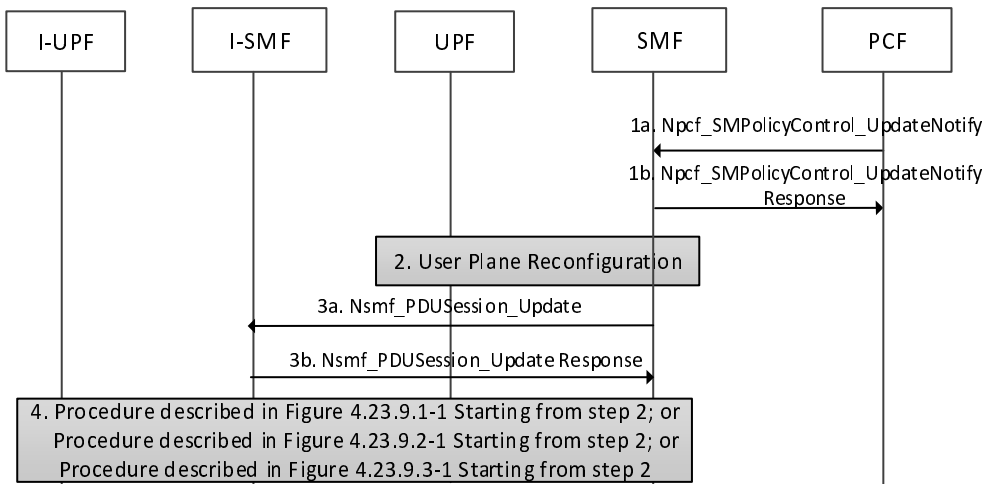 I-UPF
I-SMF
UPF
SMF
PCF
1a. Npcf_SMPolicyControl_UpdateNotify
1b. Npcf_SMPolicyControl_UpdateNotify
Response
2. User Plane Reconfiguration
3a. Nsmf_PDUSession_Update
3b. Nsmf_PDUSession_Update Response
4. Procedure described in Figure 4.23.9.1-1 Starting from step 2; or
Procedure described in Figure 4.23.9.2-1 Starting from step 2; or
Procedure described in Figure 4.23.9.3-1 Starting from step 2